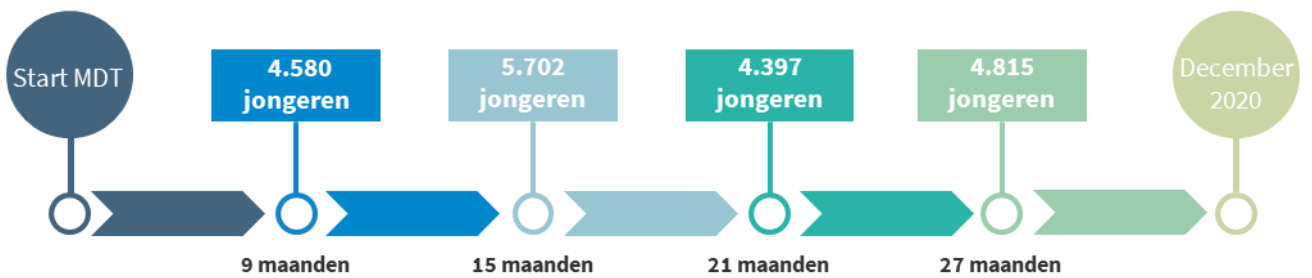 Start MDT
4.580
jongeren
5.702
jongeren
4.397
jongeren
4.815
jongeren
December
2020
9 maanden
15 maanden
21 maanden
27 maanden